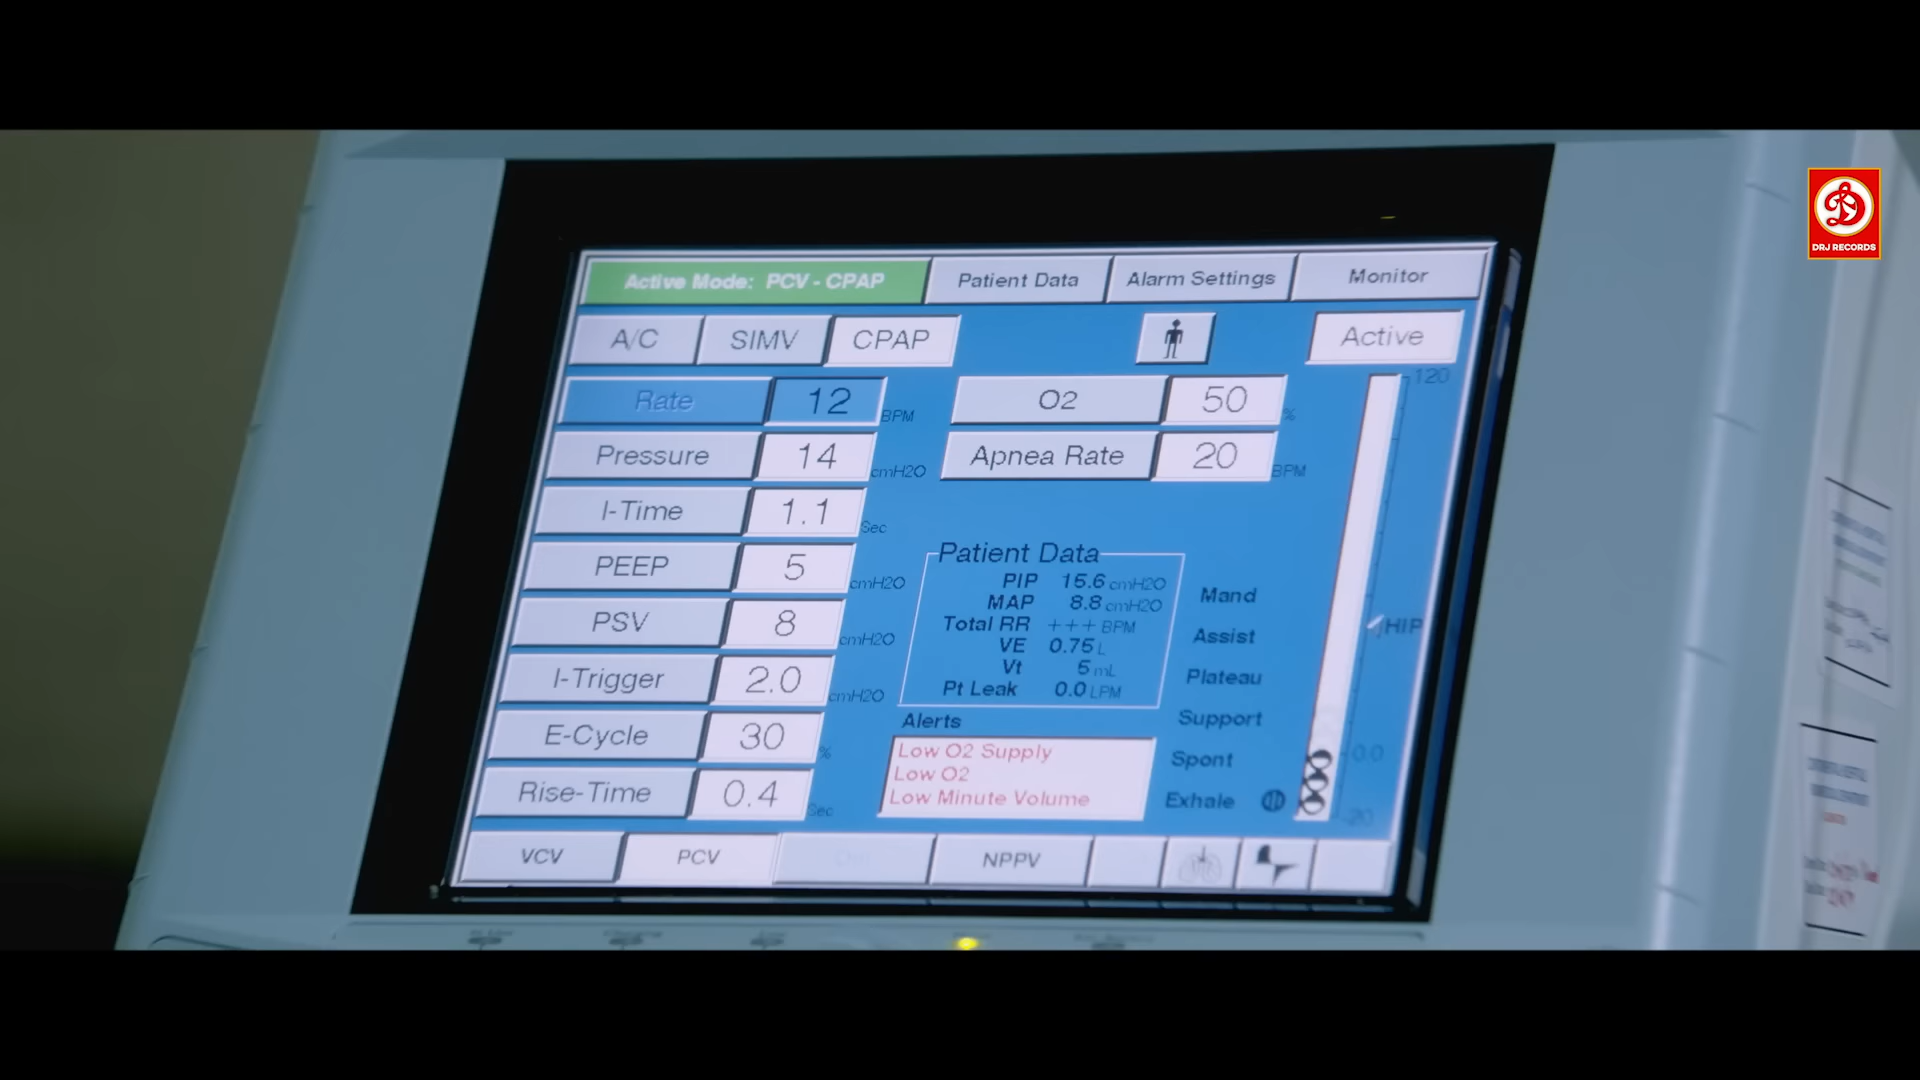 DRJ RECORDS
Active Mode: PCV - CPAP
Patient Data
Alarm Settings
Monitor
A/C
SIMV
CPAP
Active
Rate 12 BPM
Pressure 14 cmH2O
I-Time 1.1 Sec
PEEP 5 cmH2O
PSV 8 cmH2O
I-Trigger 2.0 cmH2O
E-Cycle 30 %
Rise-Time 0.4 Sec
O2 50 %
Apnea Rate 20 BPM
Patient Data
PIP 15.6 cmH2O
MAP 8.8 cmH2O
Total RR +++ BPM
VE 0.75 L
Vt 5 mL
Pt Leak 0.0 LPM
Alerts
Low O2 Supply
Low O2
Low Minute Volume
Mand
Assist
Plateau
Support
Spont
Exhale
120
HIP
0.0
-20
VCV
PCV
NPPV